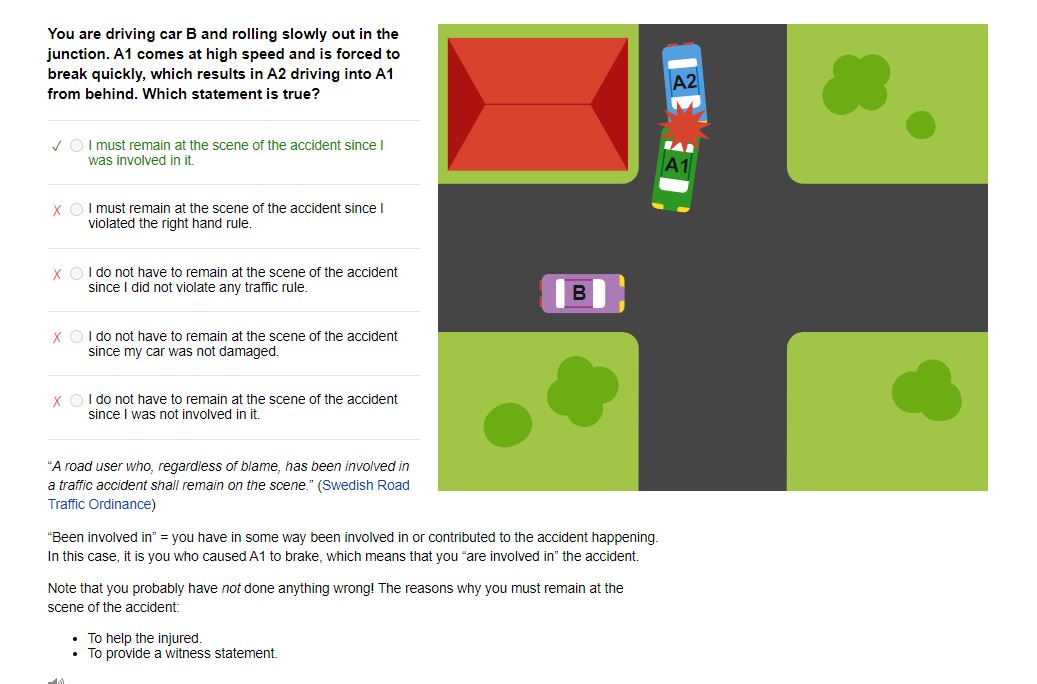 You are driving car B and rolling slowly out in the
junction. A1 comes at high speed and is forced to
break quickly, which results in A2 driving into A1
from behind. Which statement is true?
✓ I must remain at the scene of the accident since I
was involved in it.
X I must remain at the scene of the accident since I
violated the right hand rule.
X I do not have to remain at the scene of the accident
since I did not violate any traffic rule.
X I do not have to remain at the scene of the accident
since my car was not damaged.
X I do not have to remain at the scene of the accident
since I was not involved in it.
“A road user who, regardless of blame, has been involved in
a traffic accident shall remain on the scene.” (Swedish Road
Traffic Ordinance)
“Been involved in” = you have in some way been involved in or contributed to the accident happening.
In this case, it is you who caused A1 to brake, which means that you “are involved in” the accident.
Note that you probably have not done anything wrong! The reasons why you must remain at the
scene of the accident:
• To help the injured.
• To provide a witness statement.
A2
A1
B